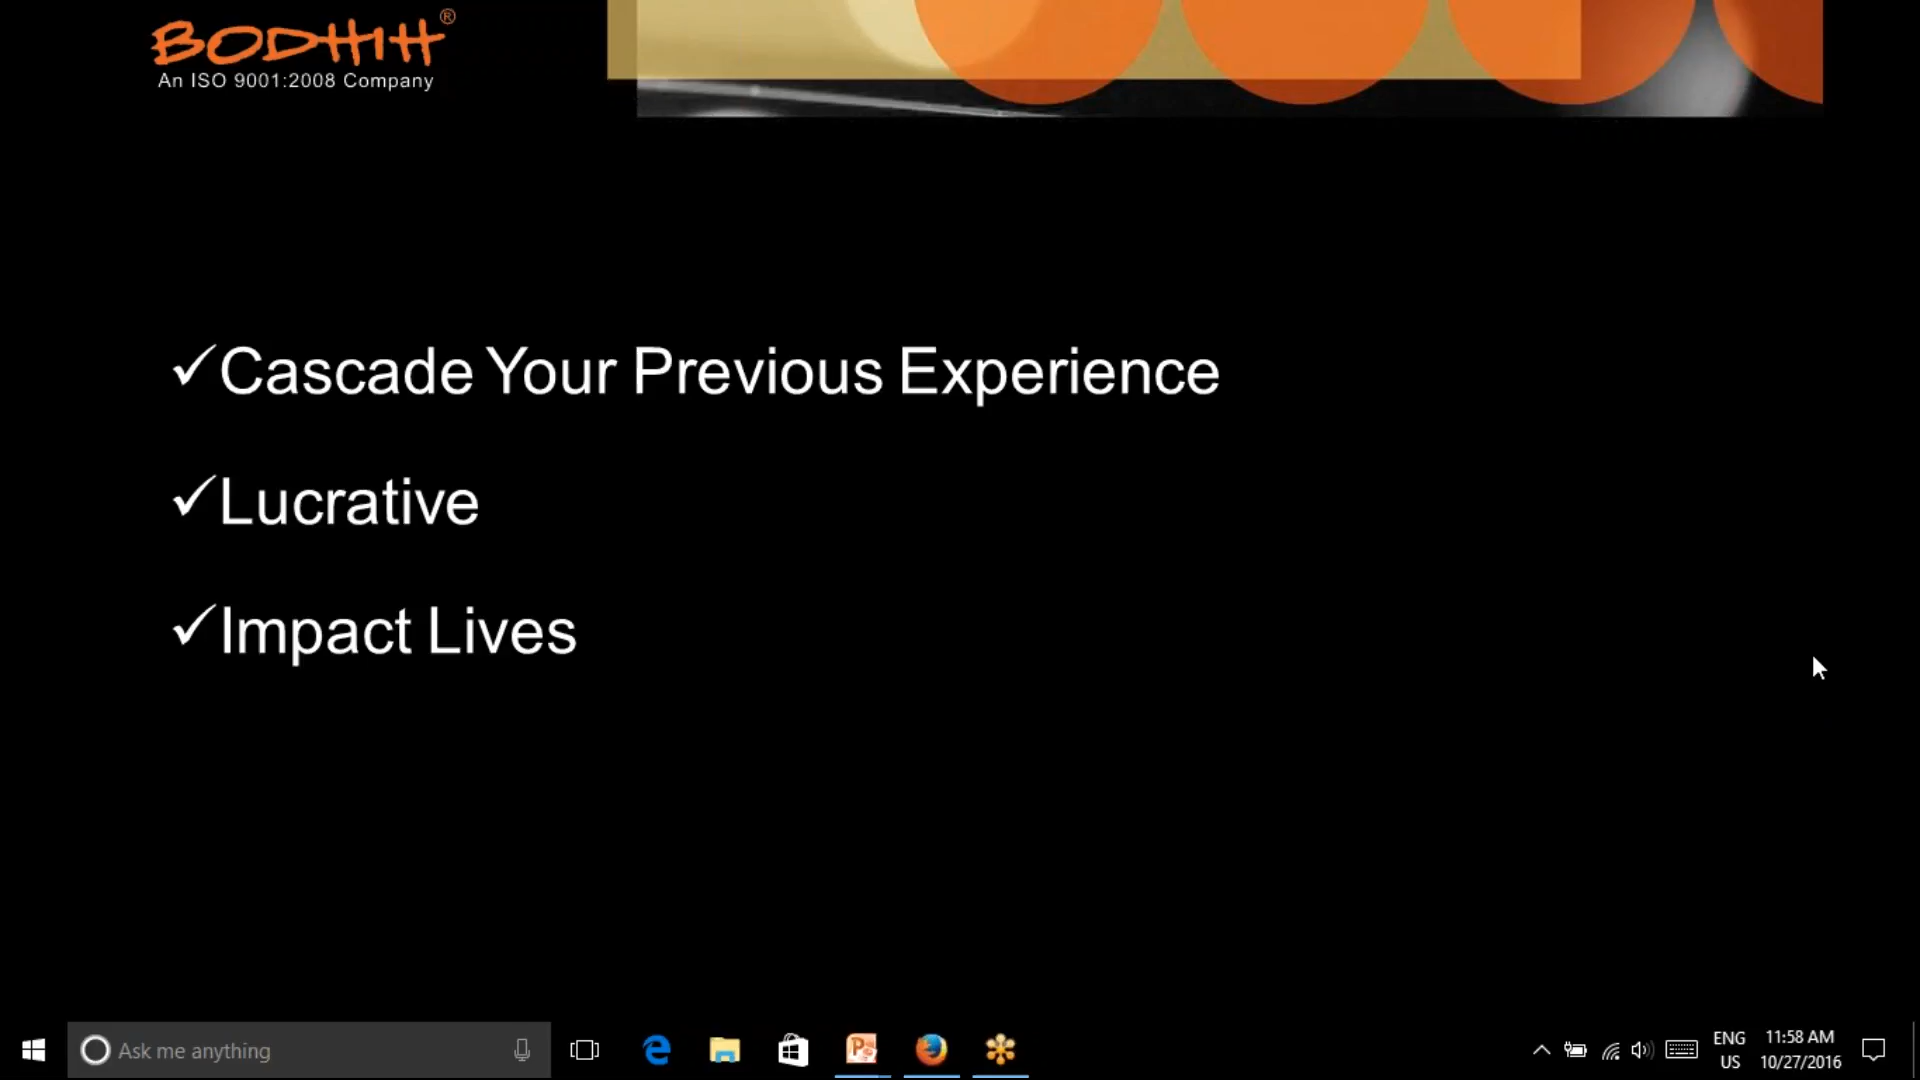 BODHIH®
An ISO 9001:2008 Company
✓Cascade Your Previous Experience
✓Lucrative
✓Impact Lives
Ask me anything
ENG
US
11:58 AM
10/27/2016